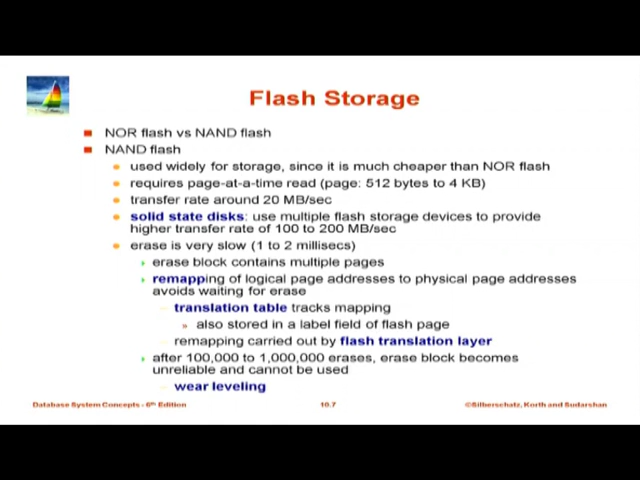 Flash Storage
NOR flash vs NAND flash
NAND flash
used widely for storage, since it is much cheaper than NOR flash
requires page-at-a-time read (page: 512 bytes to 4 KB)
transfer rate around 20 MB/sec
solid state disks: use multiple flash storage devices to provide
higher transfer rate of 100 to 200 MB/sec
erase is very slow (1 to 2 millisecs)
erase block contains multiple pages
remapping of logical page addresses to physical page addresses
avoids waiting for erase
translation table tracks mapping
also stored in a label field of flash page
remapping carried out by flash translation layer
after 100,000 to 1,000,000 erases, erase block becomes
unreliable and cannot be used
wear leveling
Database System Concepts - 6th Edition 10.7 ©Silberschatz, Korth and Sudarshan